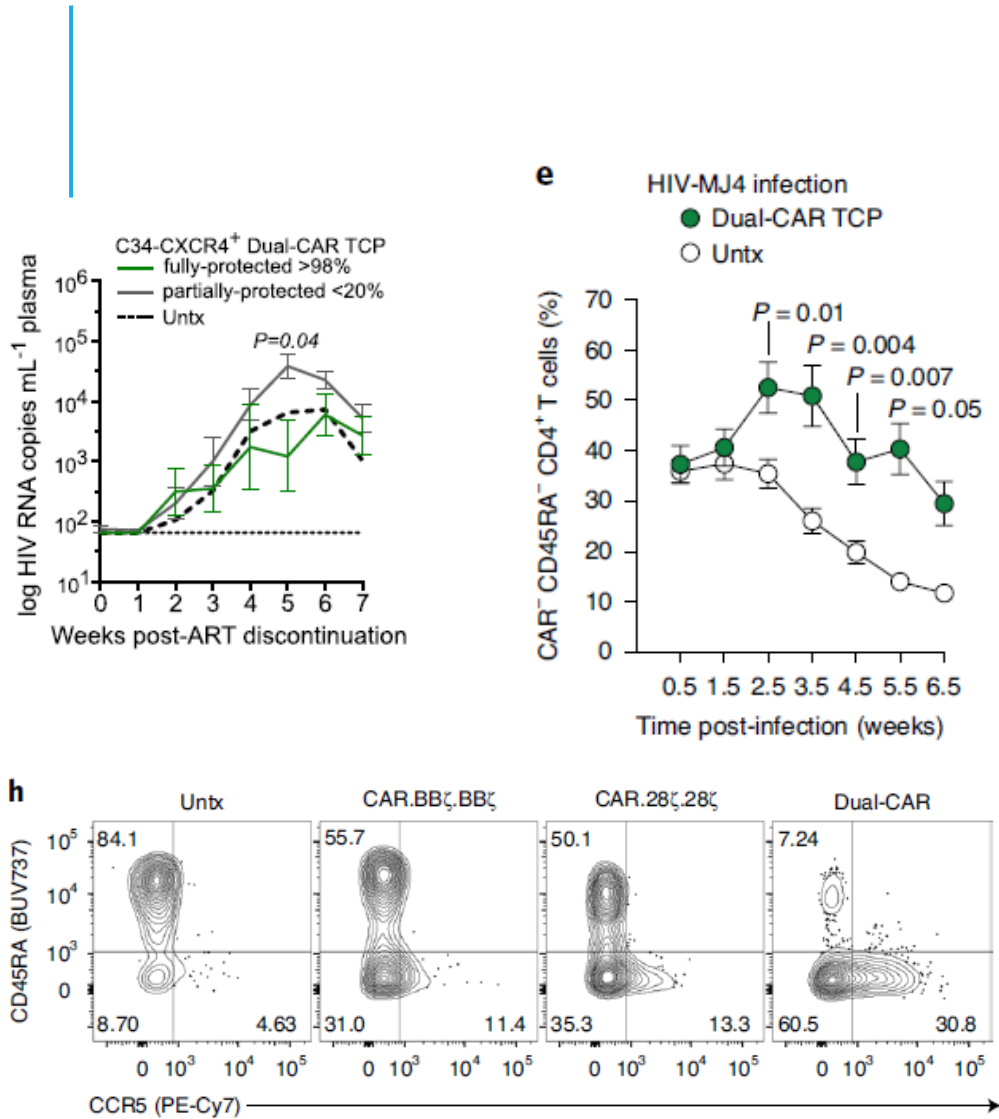 C34-CXCR4⁺ Dual-CAR TCP
fully-protected >98%
partially-protected <20%
Untx
log HIV RNA copies mL⁻¹ plasma
10⁶
10⁵
10⁴
10³
10²
10¹
P=0.04
0 1 2 3 4 5 6 7
Weeks post-ART discontinuation
e
HIV-MJ4 infection
Dual-CAR TCP
Untx
CAR⁻ CD45RA⁻ CD4⁺ T cells (%)
70
60
50
40
30
20
10
0
P = 0.01
P = 0.004
P = 0.007
P = 0.05
0.5 1.5 2.5 3.5 4.5 5.5 6.5
Time post-infection (weeks)
h
Untx CAR.BBζ.BBζ CAR.28ζ.28ζ Dual-CAR
CD45RA (BUV737)
10⁵
10⁴
10³
0
84.1 55.7 50.1 7.24
8.70 4.63 31.0 11.4 35.3 13.3 60.5 30.8
0 10³ 10⁴ 10⁵ 0 10³ 10⁴ 10⁵ 0 10³ 10⁴ 10⁵ 0 10³ 10⁴ 10⁵
CCR5 (PE-Cy7)